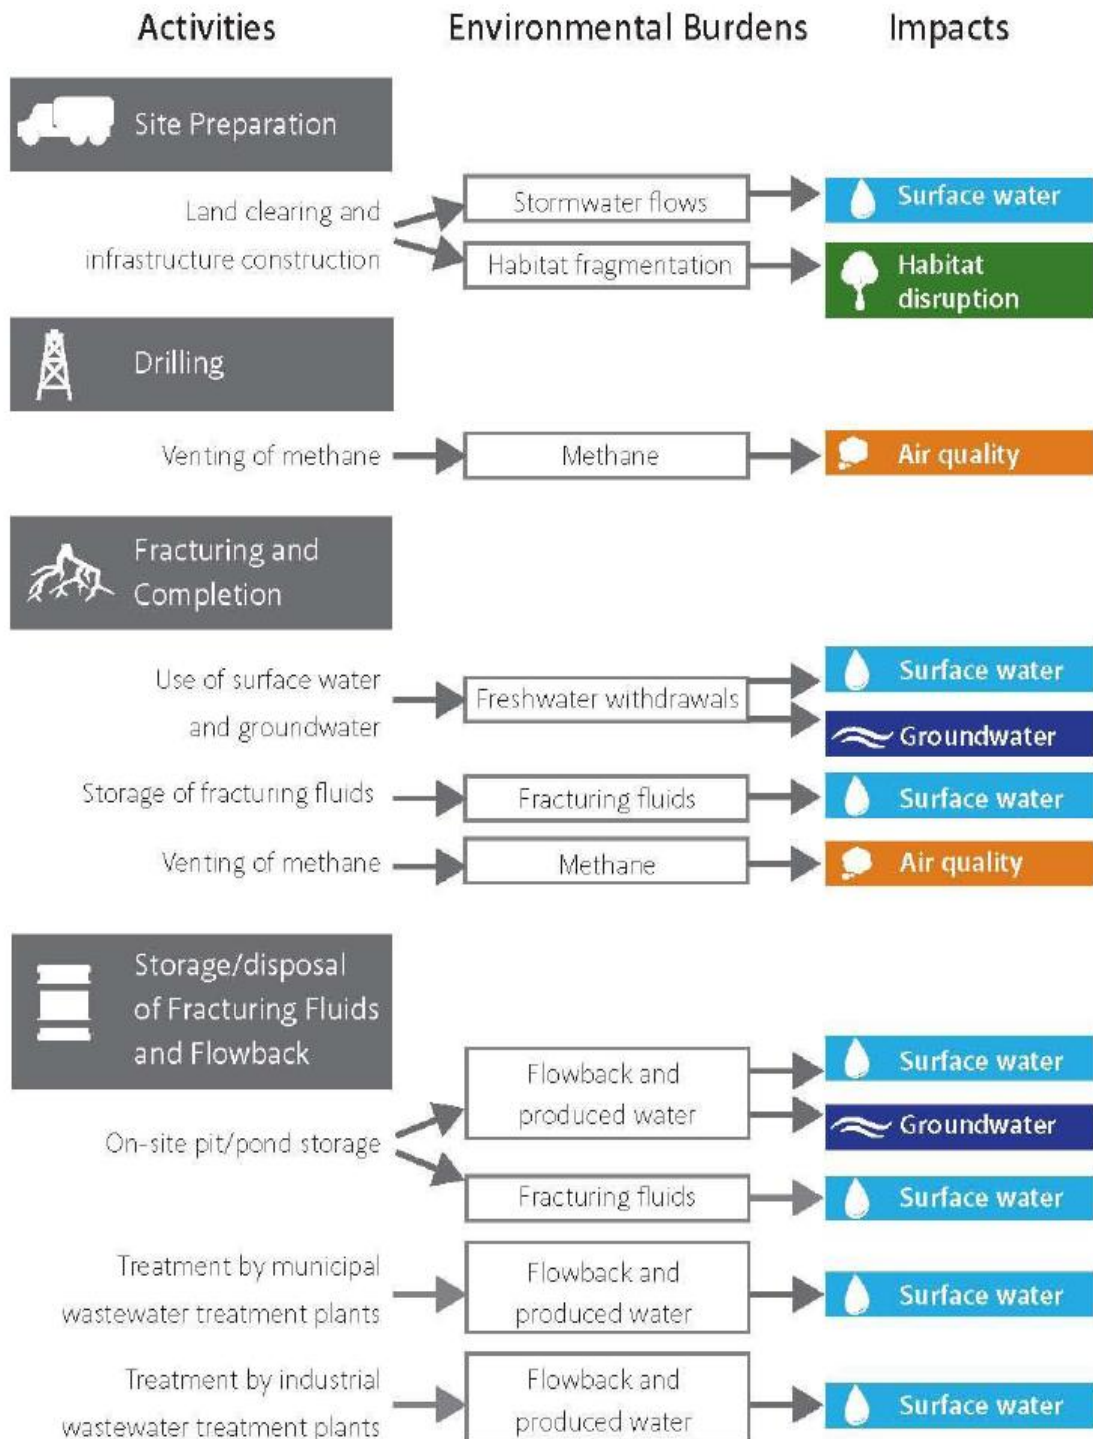 Activities
Environmental Burdens
Impacts
Site Preparation
Land clearing and
infrastructure construction
Stormwater flows
Surface water
Habitat fragmentation
Habitat
disruption
Drilling
Venting of methane
Methane
Air quality
Fracturing and
Completion
Use of surface water
and groundwater
Freshwater withdrawals
Surface water
Groundwater
Storage of fracturing fluids
Fracturing fluids
Surface water
Venting of methane
Methane
Air quality
Storage/disposal
of Fracturing Fluids
and Flowback
On-site pit/pond storage
Flowback and
produced water
Surface water
Groundwater
Fracturing fluids
Surface water
Treatment by municipal
wastewater treatment plants
Flowback and
produced water
Surface water
Treatment by industrial
wastewater treatment plants
Flowback and
produced water
Surface water